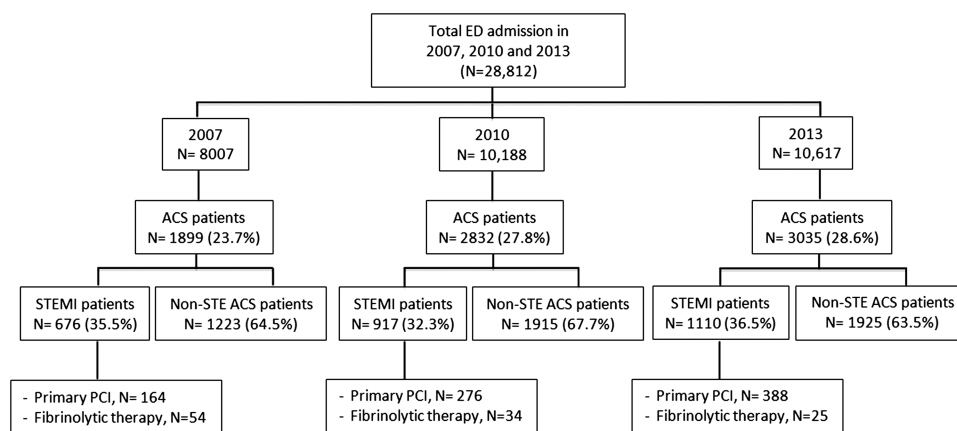 Total ED admission in
2007, 2010 and 2013
(N=28,812)
2007
N= 8007
2010
N= 10,188
2013
N= 10,617
ACS patients
N= 1899 (23.7%)
ACS patients
N= 2832 (27.8%)
ACS patients
N= 3035 (28.6%)
STEMI patients
N= 676 (35.5%)
Non-STE ACS patients
N= 1223 (64.5%)
STEMI patients
N= 917 (32.3%)
Non-STE ACS patients
N= 1915 (67.7%)
STEMI patients
N= 1110 (36.5%)
Non-STE ACS patients
N= 1925 (63.5%)
- Primary PCI, N= 164
- Fibrinolytic therapy, N=54
- Primary PCI, N= 276
- Fibrinolytic therapy, N=34
- Primary PCI, N= 388
- Fibrinolytic therapy, N=25